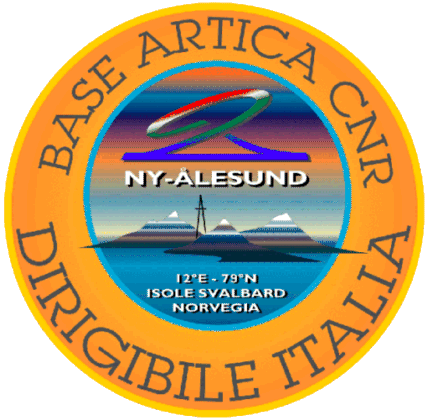 BASE ARTICA CNR
NY-ÅLESUND
12°E - 79°N
ISOLE SVALBARD
NORVEGIA
DIRIGIBILE ITALIA